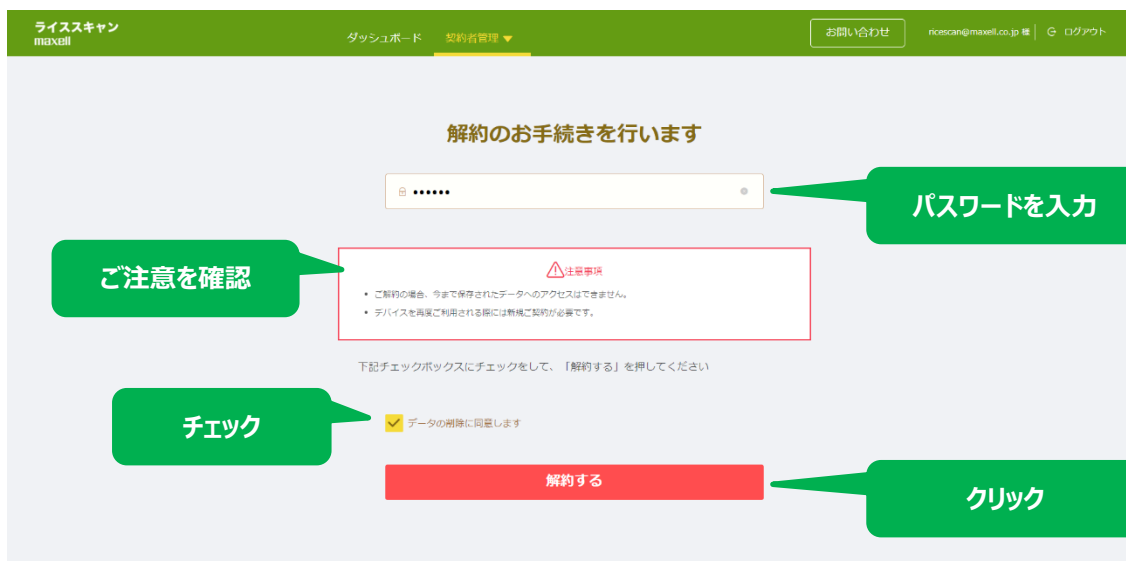 ライススキャン
maxell
ダッシュボード
契約者管理 ▼
お問い合わせ
ricescan@maxell.co.jp 様
ログアウト
解約のお手続きを行います
••••••
パスワードを入力
ご注意を確認
注意事項
• ご解約の場合、今まで保存されたデータへのアクセスはできません。
• デバイスを再度ご利用される際には新規ご契約が必要です。
下記チェックボックスにチェックをして、「解約する」を押してください
チェック
データの削除に同意します
解約する
クリック